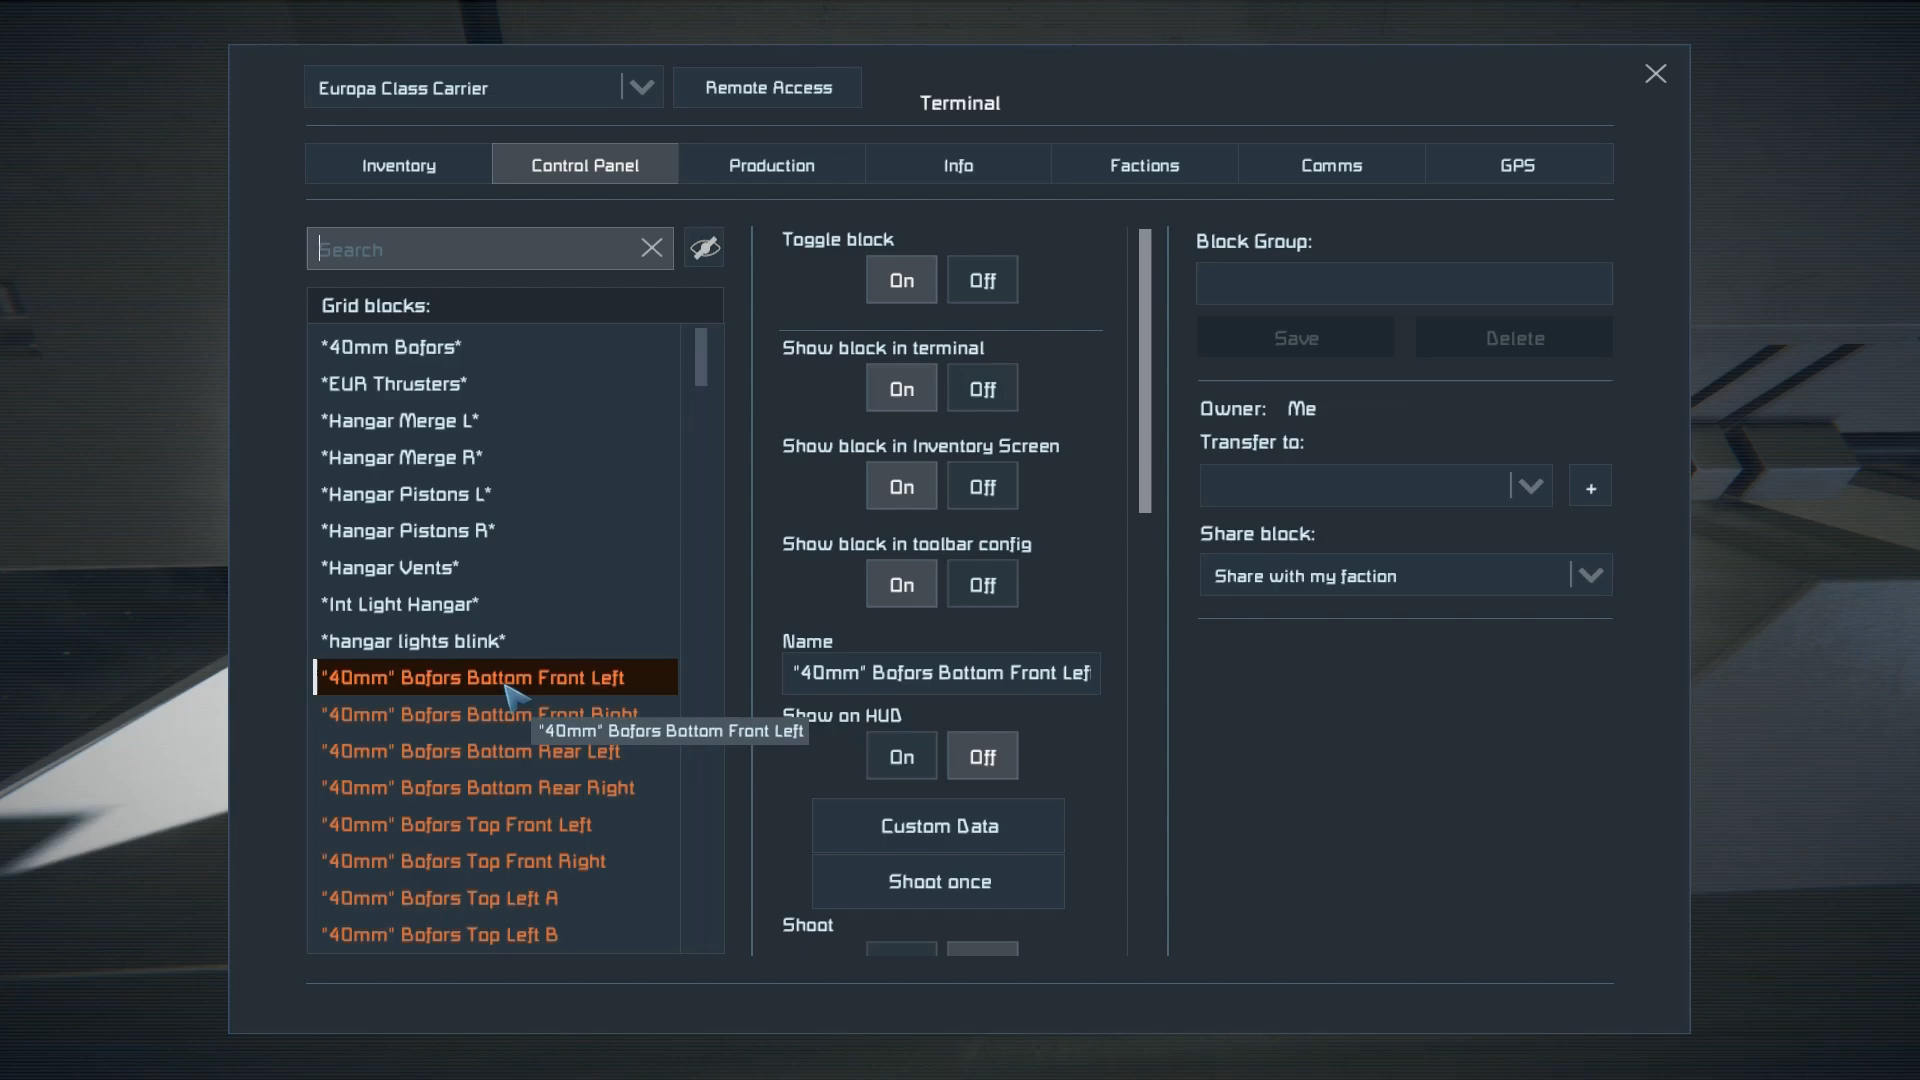 Europa Class Carrier
Remote Access
Terminal
Inventory
Control Panel
Production
Info
Factions
Comms
GPS
Search
Grid blocks:
*40mm Bofors*
*EUR Thrusters*
*Hangar Merge L*
*Hangar Merge R*
*Hangar Pistons L*
*Hangar Pistons R*
*Hangar Vents*
*Int Light Hangar*
*hangar lights blink*
"40mm" Bofors Bottom Front Left
"40mm" Bofors Bottom Front Right
"40mm" Bofors Bottom Front Left
"40mm" Bofors Bottom Rear Left
"40mm" Bofors Bottom Rear Right
"40mm" Bofors Top Front Left
"40mm" Bofors Top Front Right
"40mm" Bofors Top Left A
"40mm" Bofors Top Left B
Toggle block
On Off
Show block in terminal
On Off
Show block in Inventory Screen
On Off
Show block in toolbar config
On Off
Name
"40mm" Bofors Bottom Front Lef
Show on HUD
On Off
Custom Data
Shoot once
Shoot
Block Group:
Save Delete
Owner: Me
Transfer to:
+
Share block:
Share with my faction